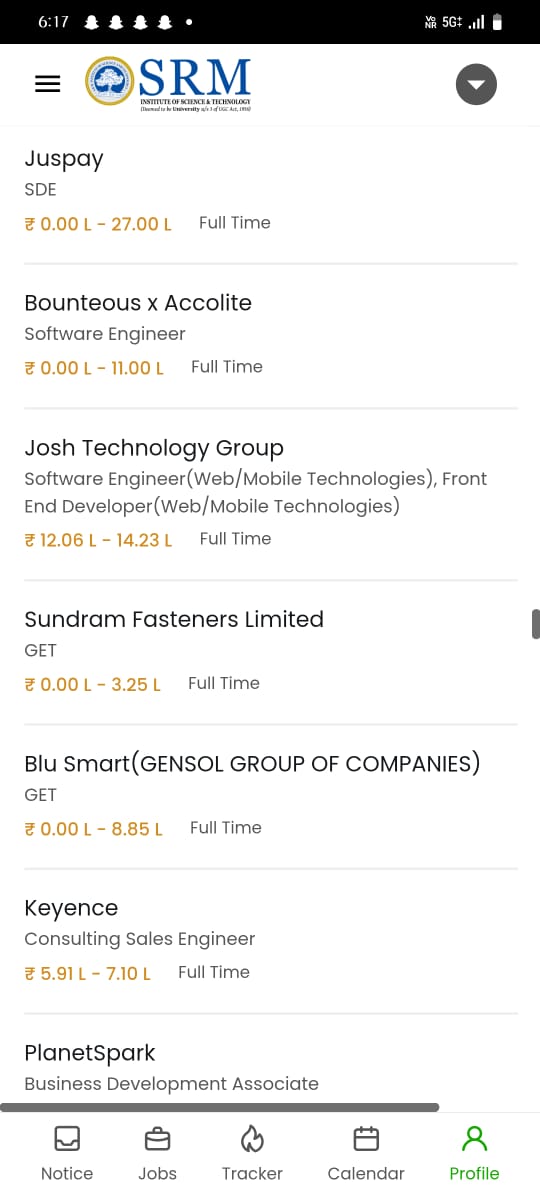 6:17
Vo
NR 5G
SRM
INSTITUTE OF SCIENCE & TECHNOLOGY
(Deemed to be University u/s 3 of UGC Act, 1956)
Juspay
SDE
₹ 0.00 L - 27.00 L Full Time
Bounteous x Accolite
Software Engineer
₹ 0.00 L - 11.00 L Full Time
Josh Technology Group
Software Engineer(Web/Mobile Technologies), Front
End Developer(Web/Mobile Technologies)
₹ 12.06 L - 14.23 L Full Time
Sundram Fasteners Limited
GET
₹ 0.00 L - 3.25 L Full Time
Blu Smart(GENSOL GROUP OF COMPANIES)
GET
₹ 0.00 L - 8.85 L Full Time
Keyence
Consulting Sales Engineer
₹ 5.91 L - 7.10 L Full Time
PlanetSpark
Business Development Associate
Notice Jobs Tracker Calendar Profile